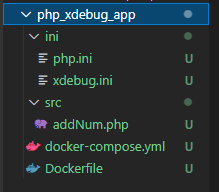 php_xdebug_app
ini
php.ini U
xdebug.ini U
src
addNum.php U
docker-compose.yml U
Dockerfile U